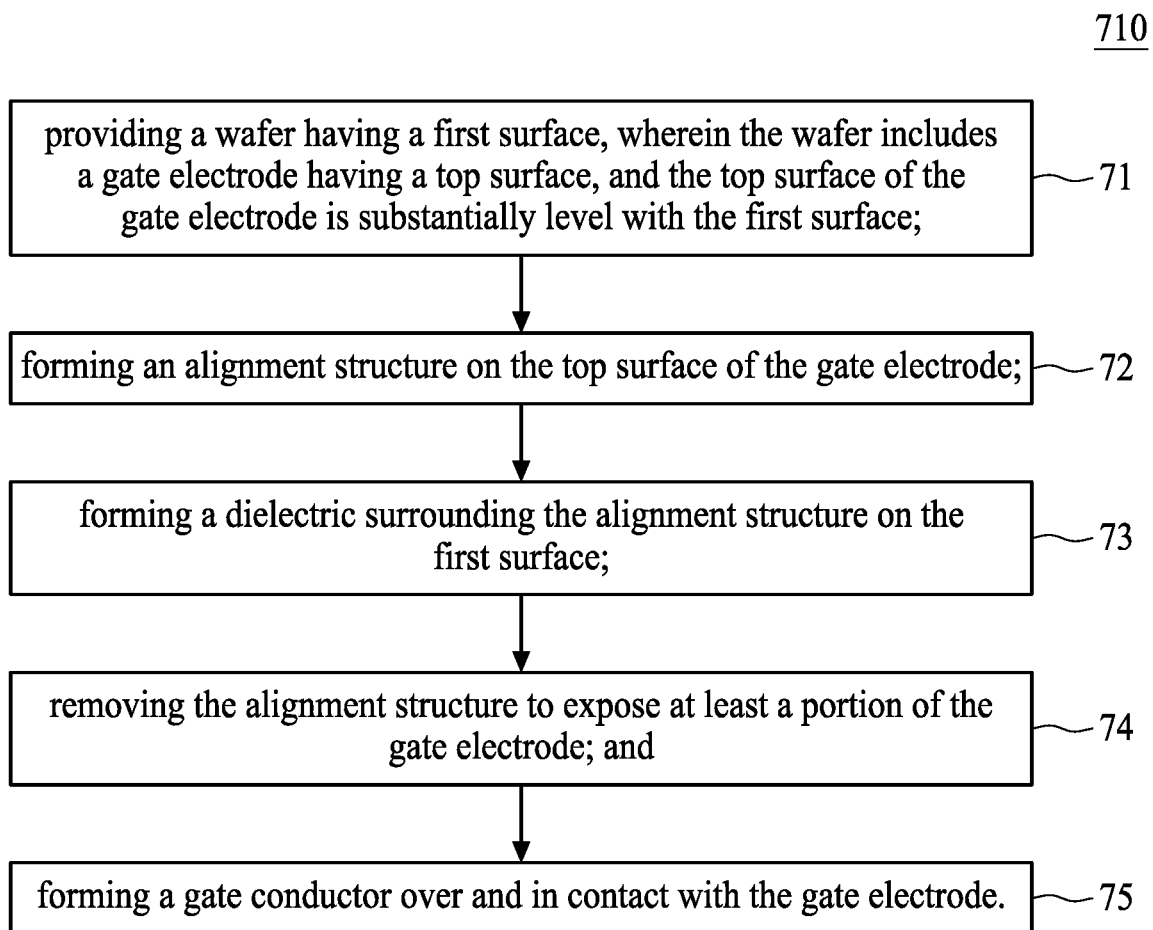 710
providing a wafer having a first surface, wherein the wafer includes
a gate electrode having a top surface, and the top surface of the
gate electrode is substantially level with the first surface;
71
forming an alignment structure on the top surface of the gate electrode;
72
forming a dielectric surrounding the alignment structure on the
first surface;
73
removing the alignment structure to expose at least a portion of the
gate electrode; and
74
forming a gate conductor over and in contact with the gate electrode.
75